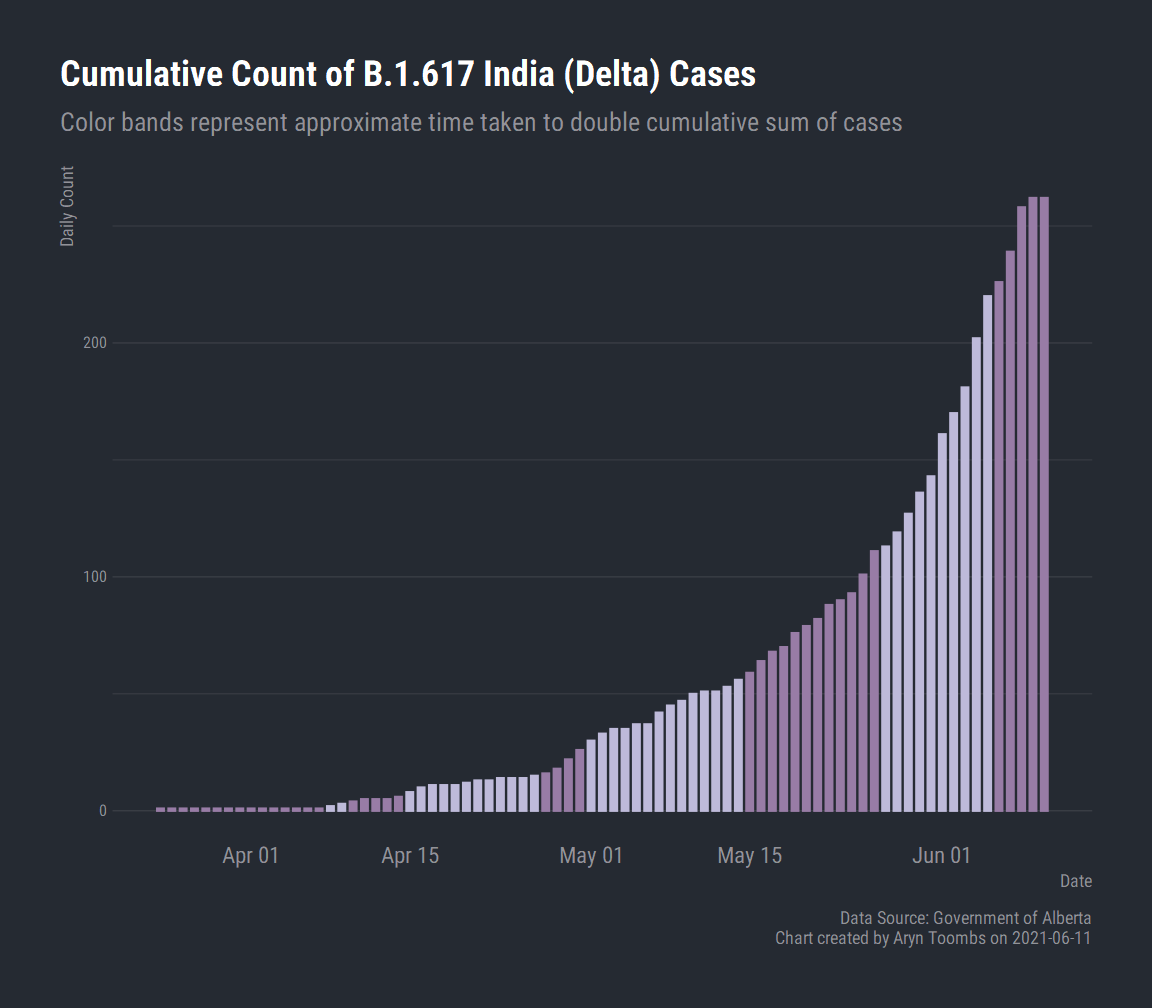 Cumulative Count of B.1.617 India (Delta) Cases
Color bands represent approximate time taken to double cumulative sum of cases
Daily Count
200
100
0
Apr 01
Apr 15
May 01
May 15
Jun 01
Date
Data Source: Government of Alberta
Chart created by Aryn Toombs on 2021-06-11